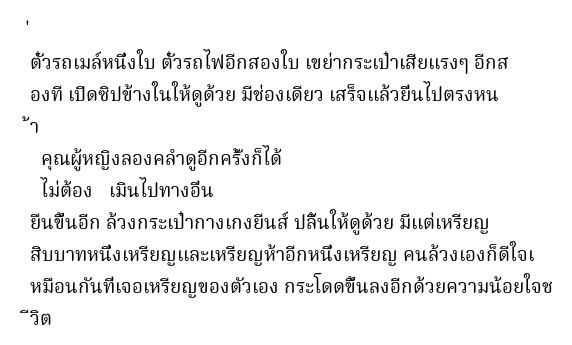 ่
ตั๋วรถเมล์หนึ่งใบ ตั๋วรถไฟอีกสองใบ เขย่ากระเป๋าเสียแรงๆ อีกส
องที เปิดซิปข้างในให้ดูด้วย มีช่องเดียว เสร็จแล้วยืนไปตรงหน
้า
คุณผู้หญิงลองคลำดูอีกครั้งก็ได้
ไม่ต้อง เมินไปทางอื่น
ยืนขึ้นอีก ล้วงกระเป๋ากางเกงยีนส์ ปลิ้นให้ดูด้วย มีแต่เหรียญ
สิบบาทหนึ่งเหรียญและเหรียญห้าอีกหนึ่งเหรียญ คนล้วงเองก็ดีใจเ
หมือนกันที่เจอเหรียญของตัวเอง กระโดดขึ้นลงอีกด้วยความน้อยใจช
ีวิต